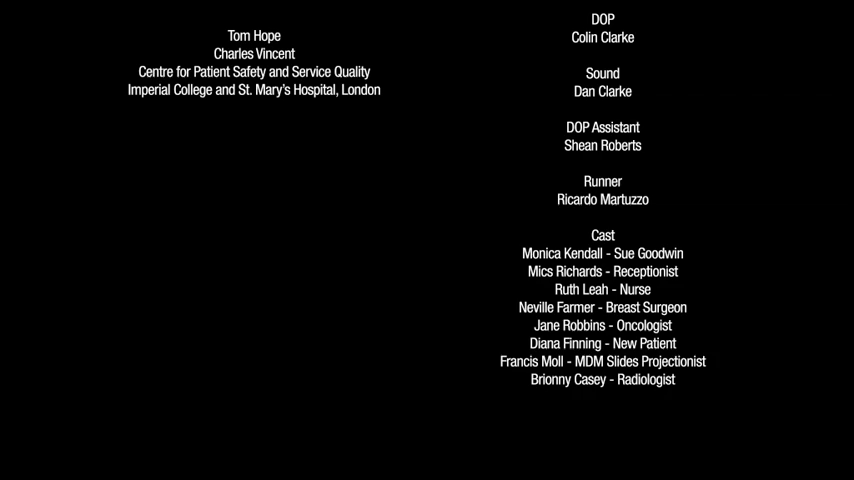 Tom Hope
Charles Vincent
Centre for Patient Safety and Service Quality
Imperial College and St. Mary's Hospital, London
DOP
Colin Clarke
Sound
Dan Clarke
DOP Assistant
Shean Roberts
Runner
Ricardo Martuzzo
Cast
Monica Kendall - Sue Goodwin
Mics Richards - Receptionist
Ruth Leah - Nurse
Neville Farmer - Breast Surgeon
Jane Robbins - Oncologist
Diana Finning - New Patient
Francis Moll - MDM Slides Projectionist
Brionny Casey - Radiologist